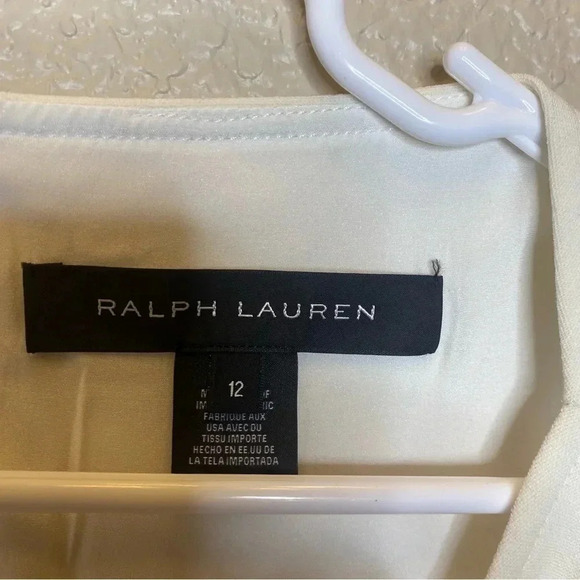 RALPH LAUREN
12
FABRIQUE AUX
USA AVEC DU
TISSU IMPORTE
HECHO EN EE.UU DE
LA TELA IMPORTADA